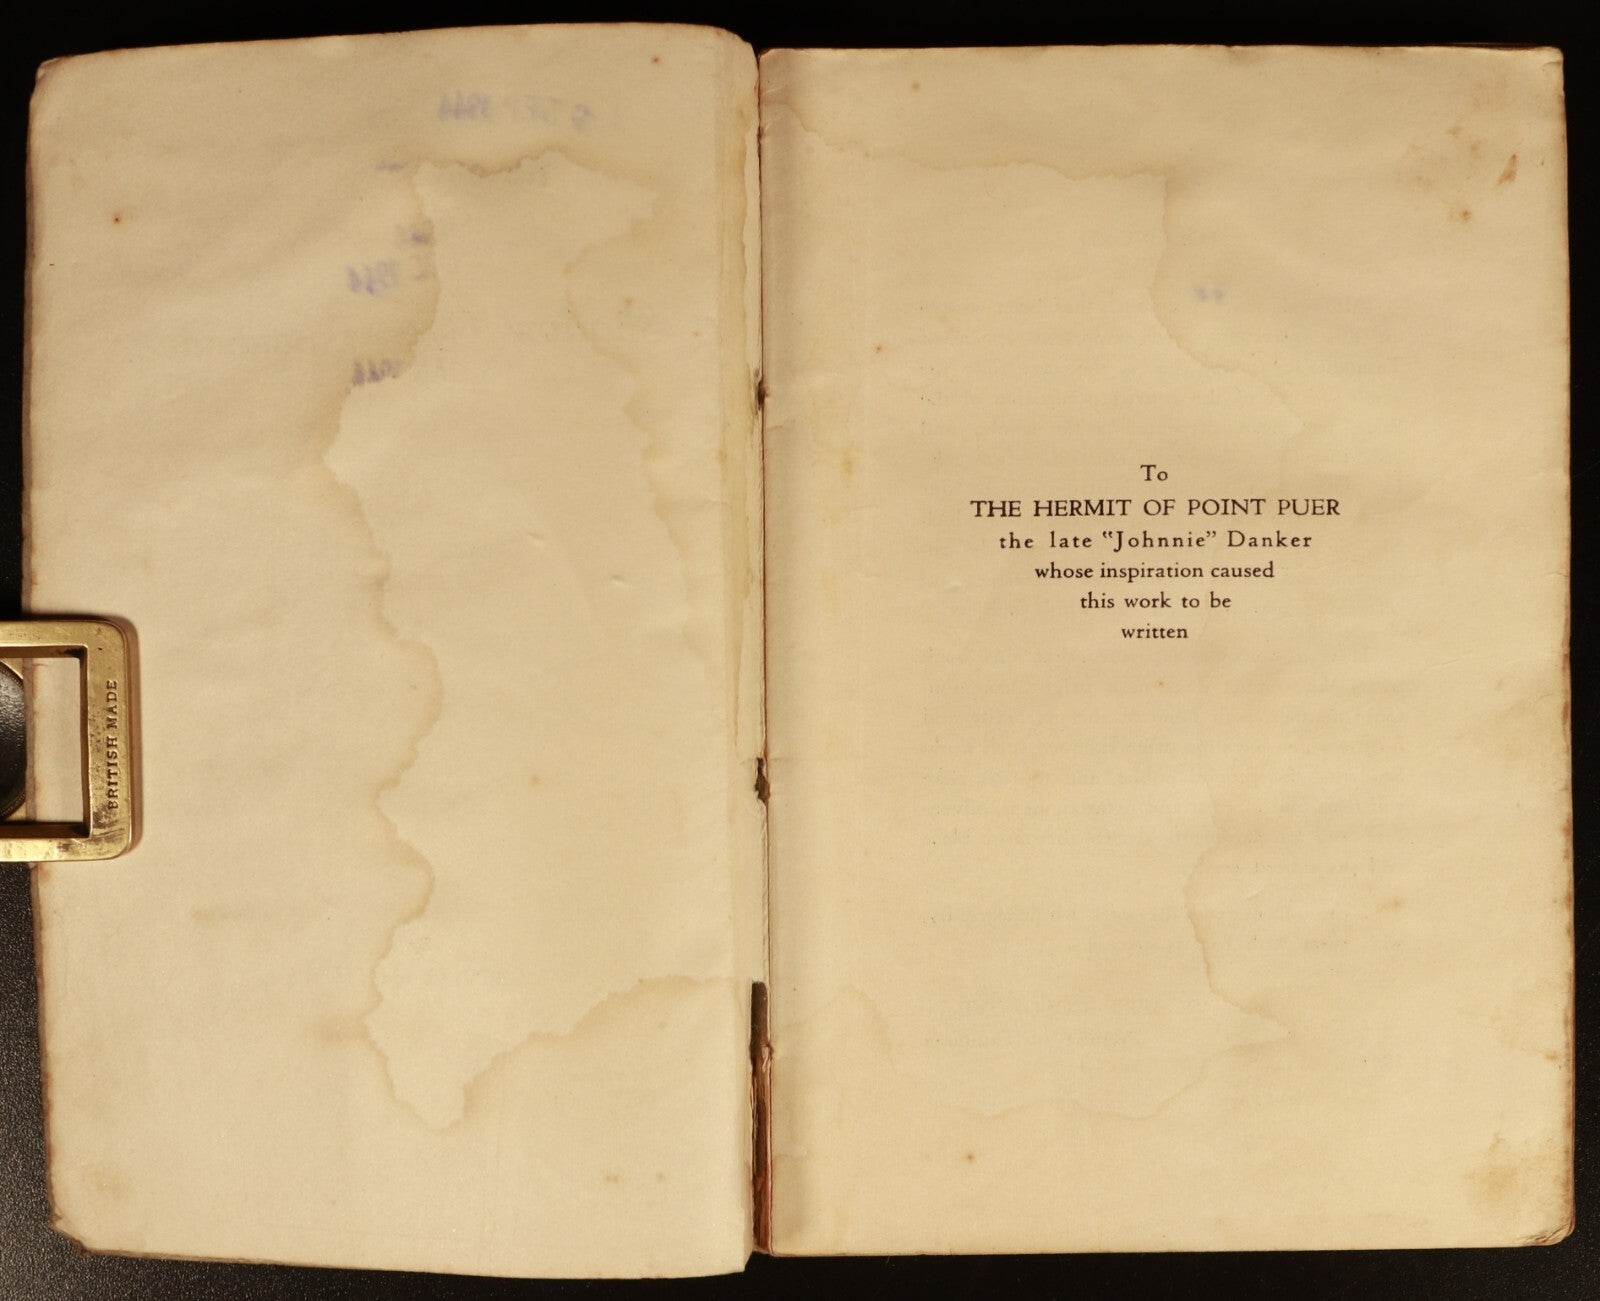 BRITISH MADE
To
THE HERMIT OF POINT PUER
the late "Johnnie" Danker
whose inspiration caused
this work to be
written